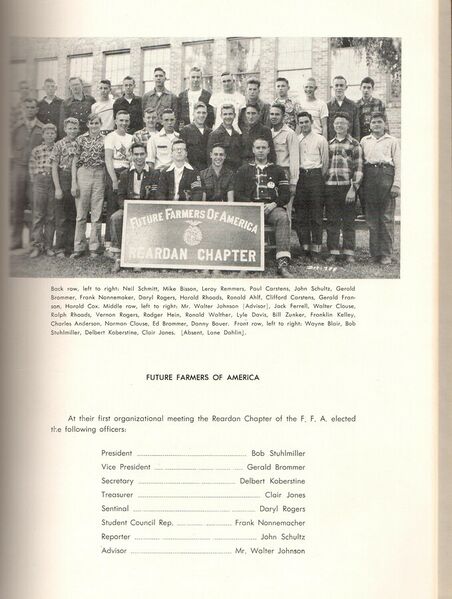 FUTURE FARMERS OF AMERICA
REARDAN CHAPTER
Back row, left to right: Neil Schmitt, Mike Bisson, Leroy Remmers, Paul Carstens, John Schultz, Gerald
Brommer, Frank Nonnemaker, Daryl Rogers, Harold Rhoads, Ronald Ahlf, Clifford Carstens, Gerald Fran-
son, Harold Cox. Middle row, left to right: Mr. Walter Johnson (Advisor), Jack Ferrell, Walter Clouse,
Ralph Rhoads, Vernon Rogers, Rodger Hein, Ronald Walther, Lyle Davis, Bill Zunker, Franklin Kelley,
Charles Anderson, Norman Clouse, Ed Brommer, Danny Bauer. Front row, left to right: Wayne Blair, Bob
Stuhlmiller, Delbert Koberstine, Clair Jones. (Absent, Lane Dahlin).
FUTURE FARMERS OF AMERICA
At their first organizational meeting the Reardan Chapter of the F. F. A. elected
the following officers:
President ........ Bob Stuhlmiller
Vice President ........ Gerald Brommer
Secretary ........ Delbert Koberstine
Treasurer ........ Clair Jones
Sentinal ........ Daryl Rogers
Student Council Rep. ........ Frank Nonnemacher
Reporter ........ John Schultz
Advisor ........ Mr. Walter Johnson